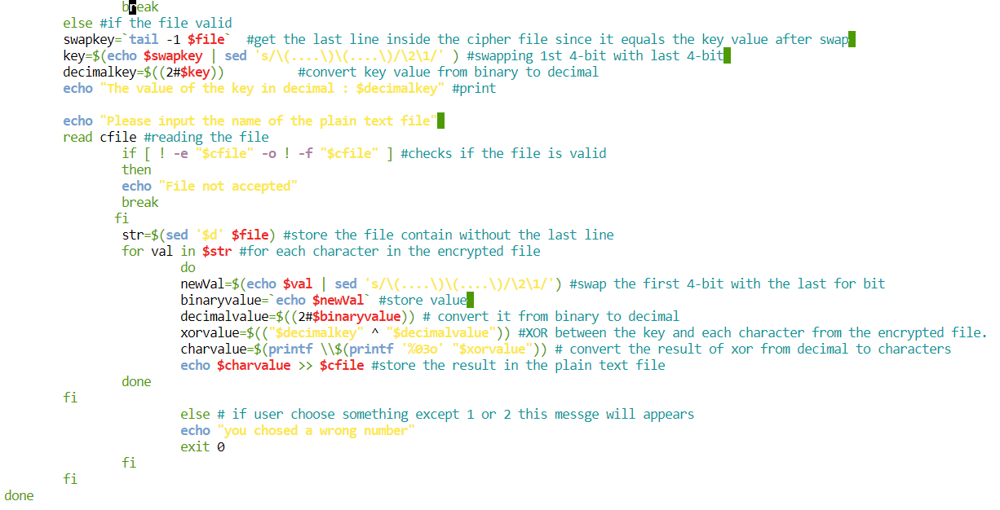 break
else #if the file valid
swapkey=`tail -1 $file`  #get the last line inside the cipher file since it equals the key value after swap
key=$(echo $swapkey | sed 's/\(....\)\(....\)/\2\1/' ) #swapping 1st 4-bit with last 4-bit
decimalkey=$((2#$key))          #convert key value from binary to decimal
echo "The value of the key in decimal : $decimalkey" #print
echo "Please input the name of the plain text file"
read cfile #reading the file
if [ ! -e "$cfile" -o ! -f "$cfile" ] #checks if the file is valid
then
echo "File not accepted"
break
fi
str=$(sed '$d' $file) #store the file contain without the last line
for val in $str #for each character in the encrypted file
do
newVal=$(echo $val | sed 's/\(....\)\(....\)/\2\1/') #swap the first 4-bit with the last for bit
binaryvalue=`echo $newVal` #store value
decimalvalue=$((2#$binaryvalue)) # convert it from binary to decimal
xorvalue=$(("$decimalkey" ^ "$decimalvalue")) #XOR between the key and each character from the encrypted file.
charvalue=$(printf \\$(printf '%03o' "$xorvalue")) # convert the result of xor from decimal to characters
echo $charvalue >> $cfile #store the result in the plain text file
done
fi
else # if user choose something except 1 or 2 this messge will appears
echo "you chosed a wrong number"
exit 0
fi
fi
done